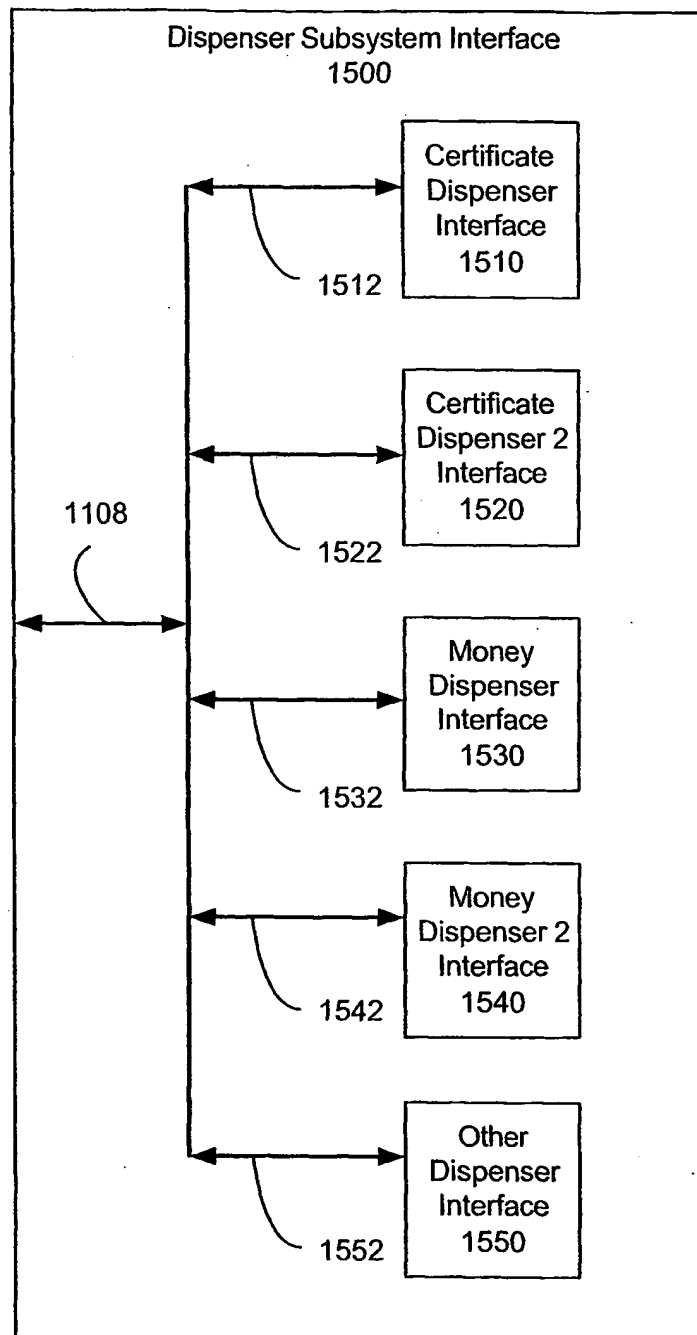 Dispenser Subsystem Interface
1500
Certificate
Dispenser
Interface
1510
1512
Certificate
Dispenser 2
Interface
1520
1522
1108
Money
Dispenser
Interface
1530
1532
Money
Dispenser 2
Interface
1540
1542
Other
Dispenser
Interface
1550
1552